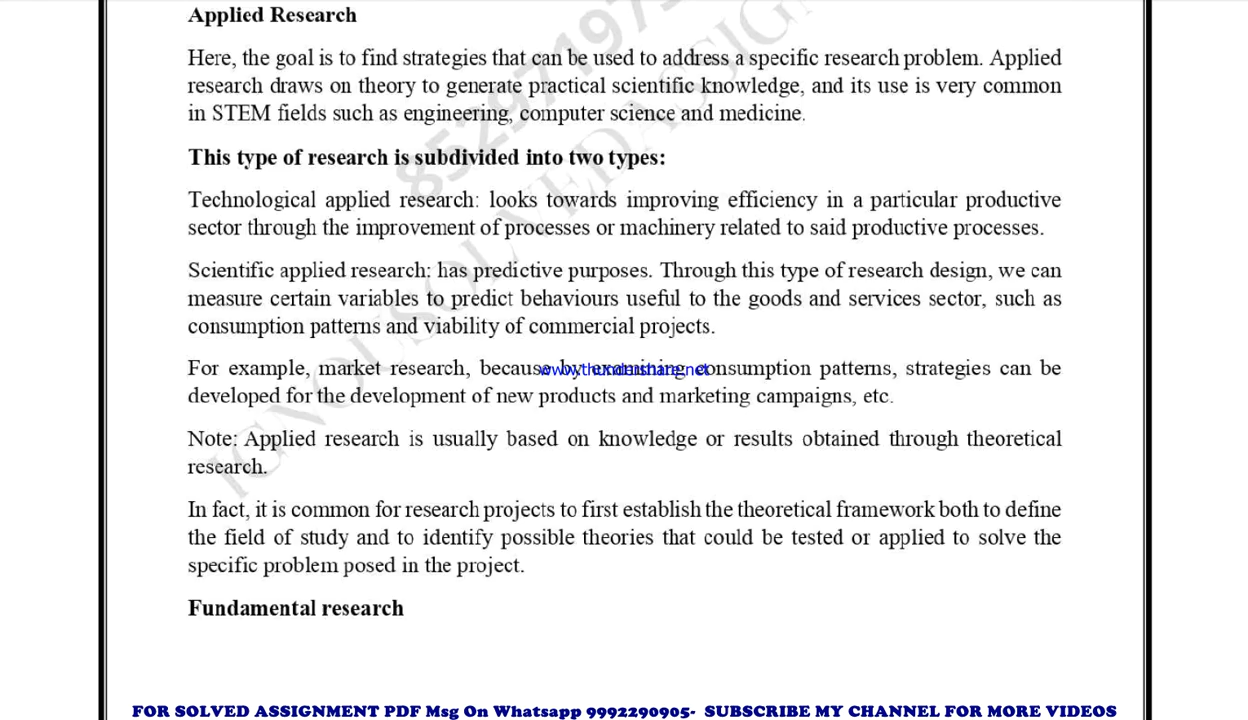 Applied Research
Here, the goal is to find strategies that can be used to address a specific research problem. Applied
research draws on theory to generate practical scientific knowledge, and its use is very common
in STEM fields such as engineering, computer science and medicine.
This type of research is subdivided into two types:
Technological applied research: looks towards improving efficiency in a particular productive
sector through the improvement of processes or machinery related to said productive processes.
Scientific applied research: has predictive purposes. Through this type of research design, we can
measure certain variables to predict behaviours useful to the goods and services sector, such as
consumption patterns and viability of commercial projects.
For example, market research, because by examining consumption patterns, strategies can be
developed for the development of new products and marketing campaigns, etc.
Note: Applied research is usually based on knowledge or results obtained through theoretical
research.
In fact, it is common for research projects to first establish the theoretical framework both to define
the field of study and to identify possible theories that could be tested or applied to solve the
specific problem posed in the project.
Fundamental research
FOR SOLVED ASSIGNMENT PDF Msg On Whatsapp 9992290905- SUBSCRIBE MY CHANNEL FOR MORE VIDEOS